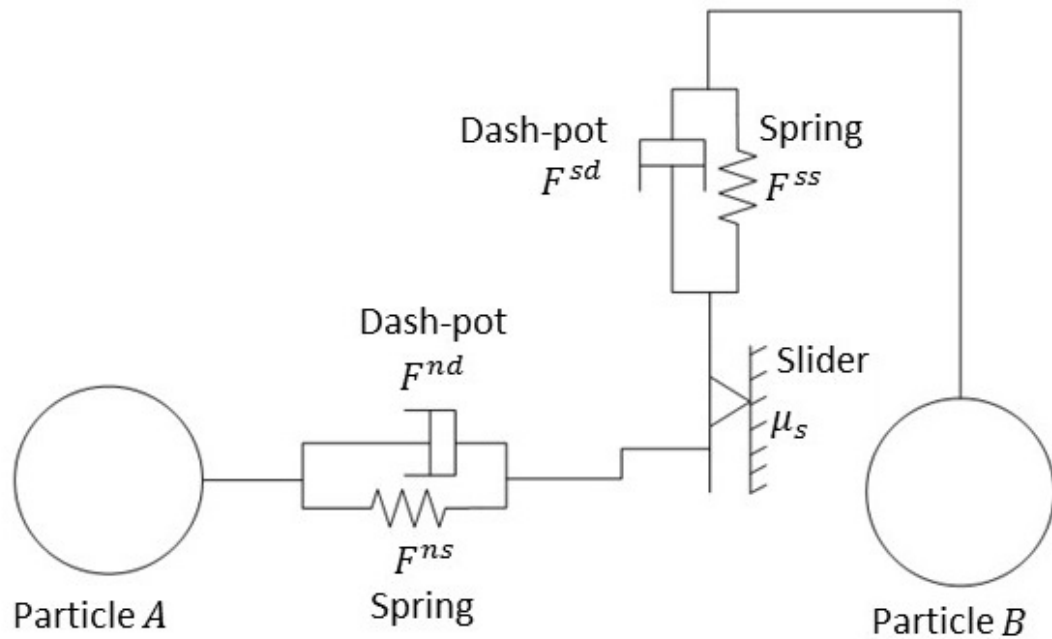 Dash-pot
F^{sd}
Spring
F^{ss}
Dash-pot
F^{nd}
Slider
μ_s
F^{ns}
Spring
Particle A
Particle B